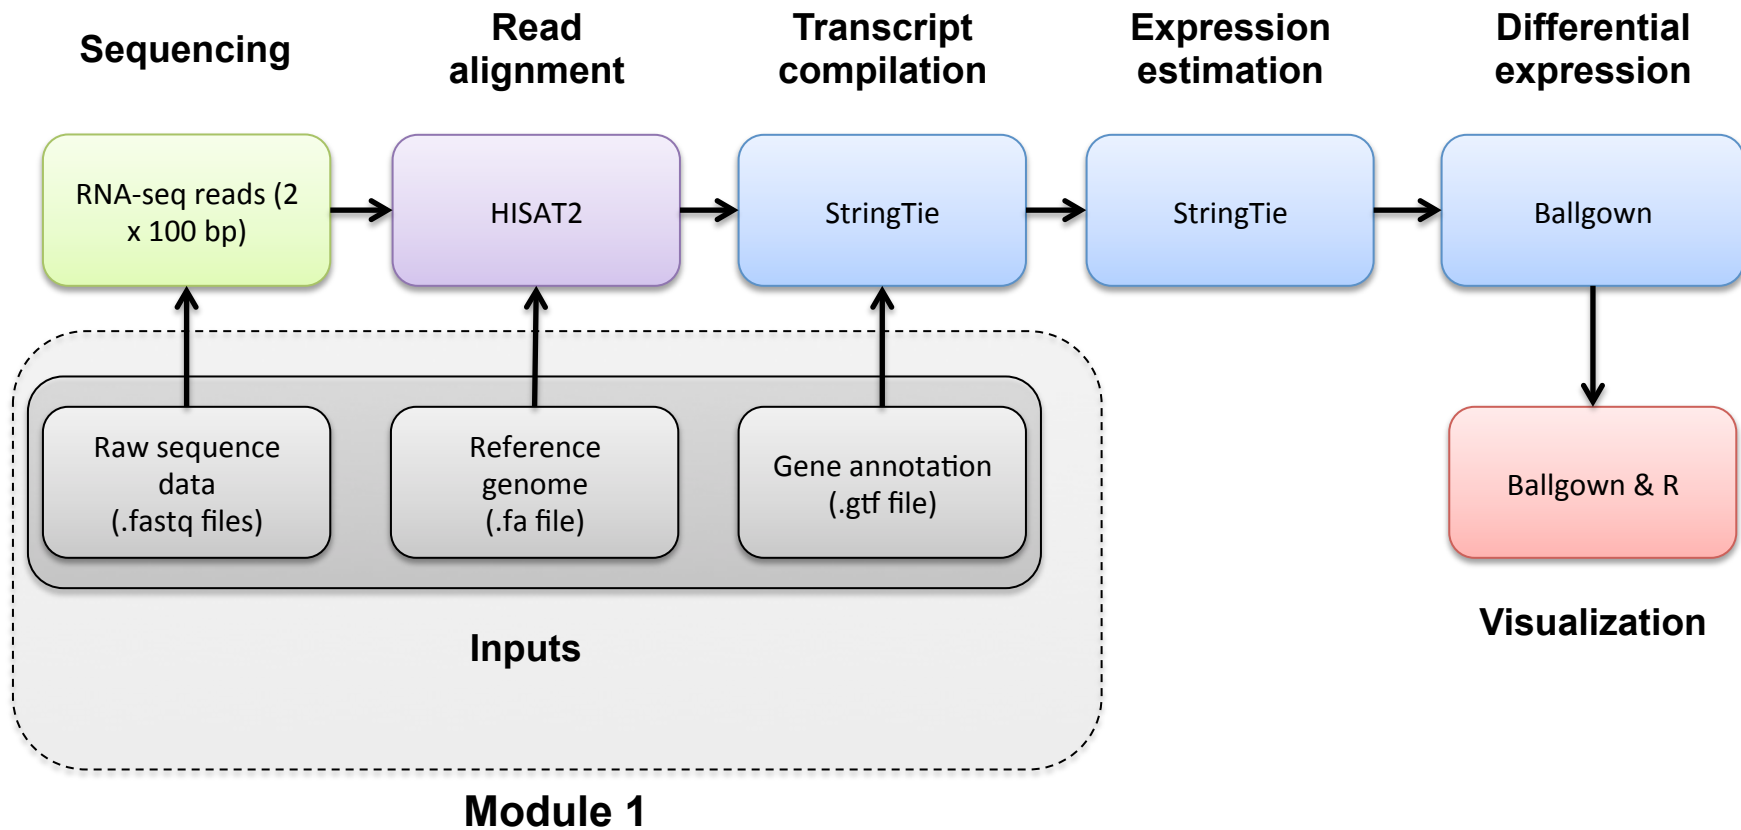 Sequencing
Read
alignment
Transcript
compilation
Expression
estimation
Differential
expression
RNA-seq reads (2
x 100 bp)
HISAT2
StringTie
StringTie
Ballgown
Raw sequence
data
(.fastq files)
Reference
genome
(.fa file)
Gene annotation
(.gtf file)
Ballgown & R
Inputs
Visualization
Module 1